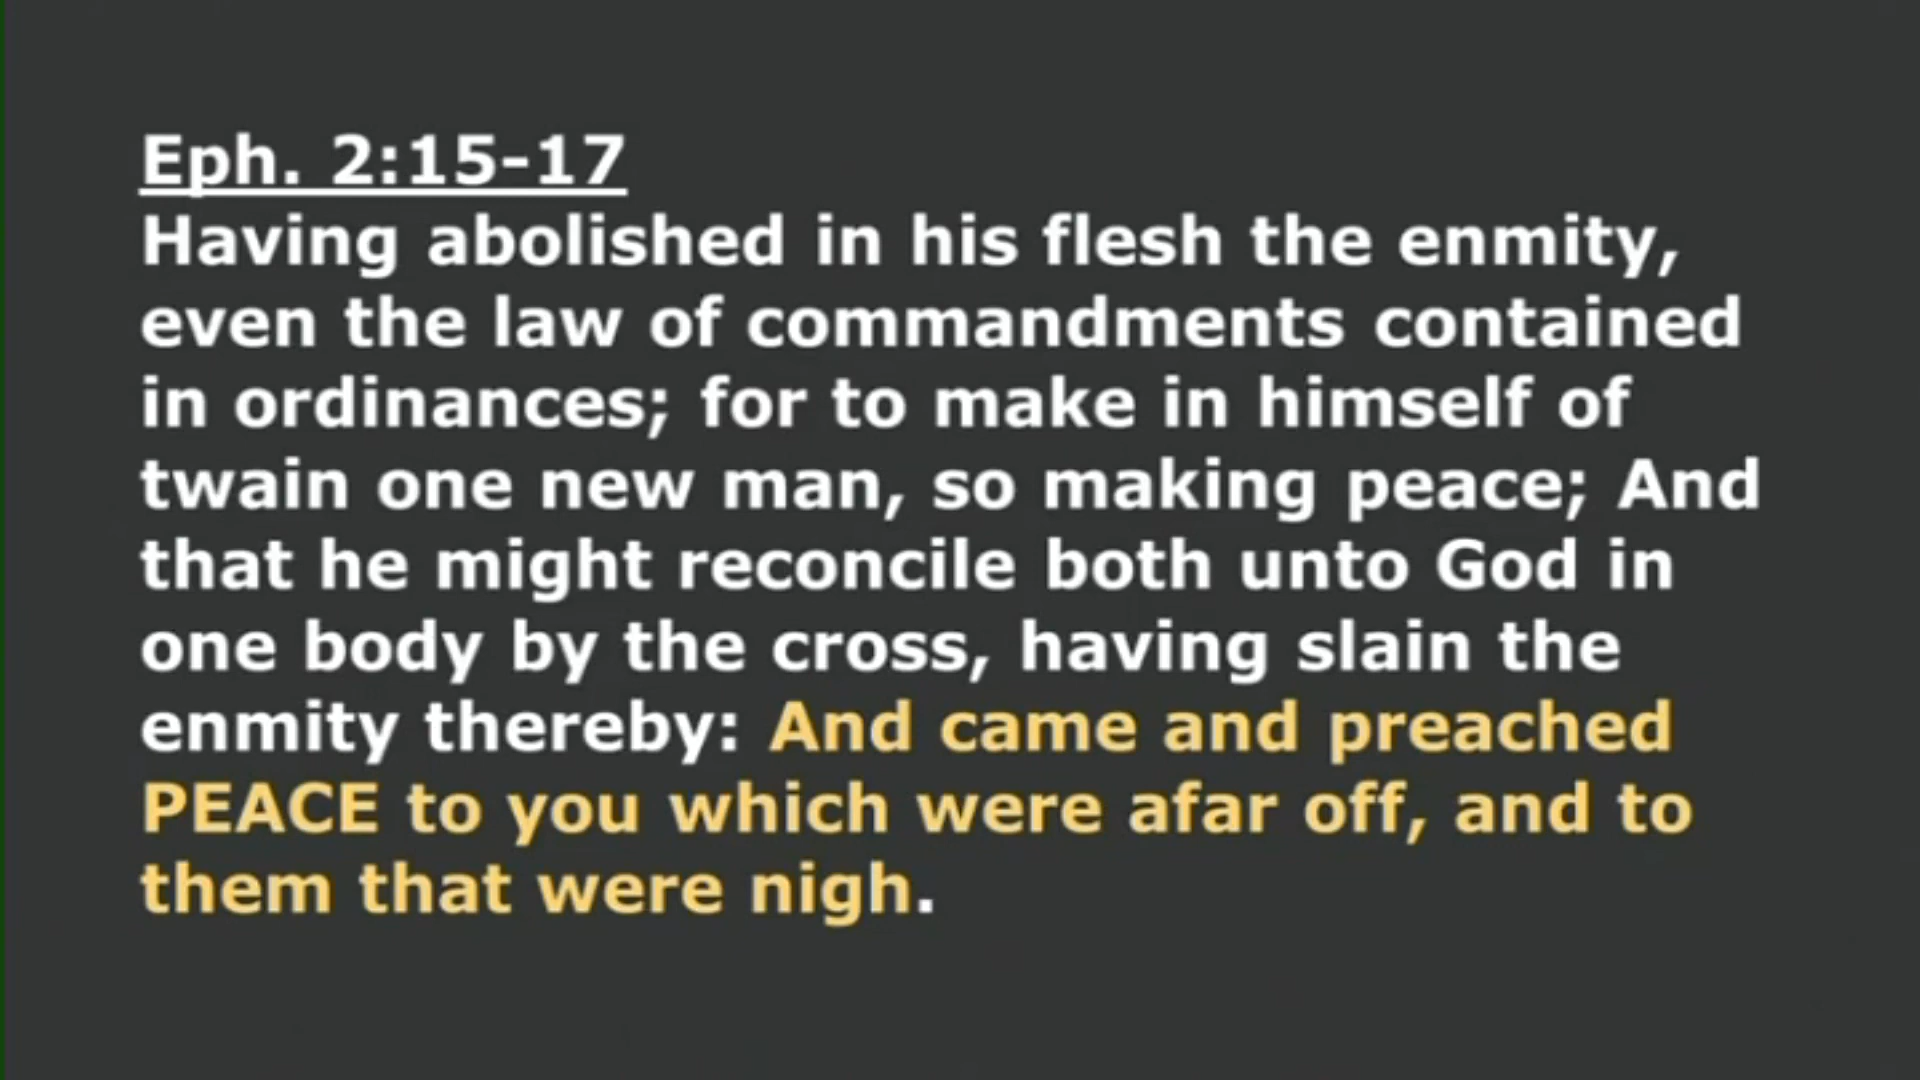 Eph. 2:15-17
Having abolished in his flesh the enmity,
even the law of commandments contained
in ordinances; for to make in himself of
twain one new man, so making peace; And
that he might reconcile both unto God in
one body by the cross, having slain the
enmity thereby: And came and preached
PEACE to you which were afar off, and to
them that were nigh.